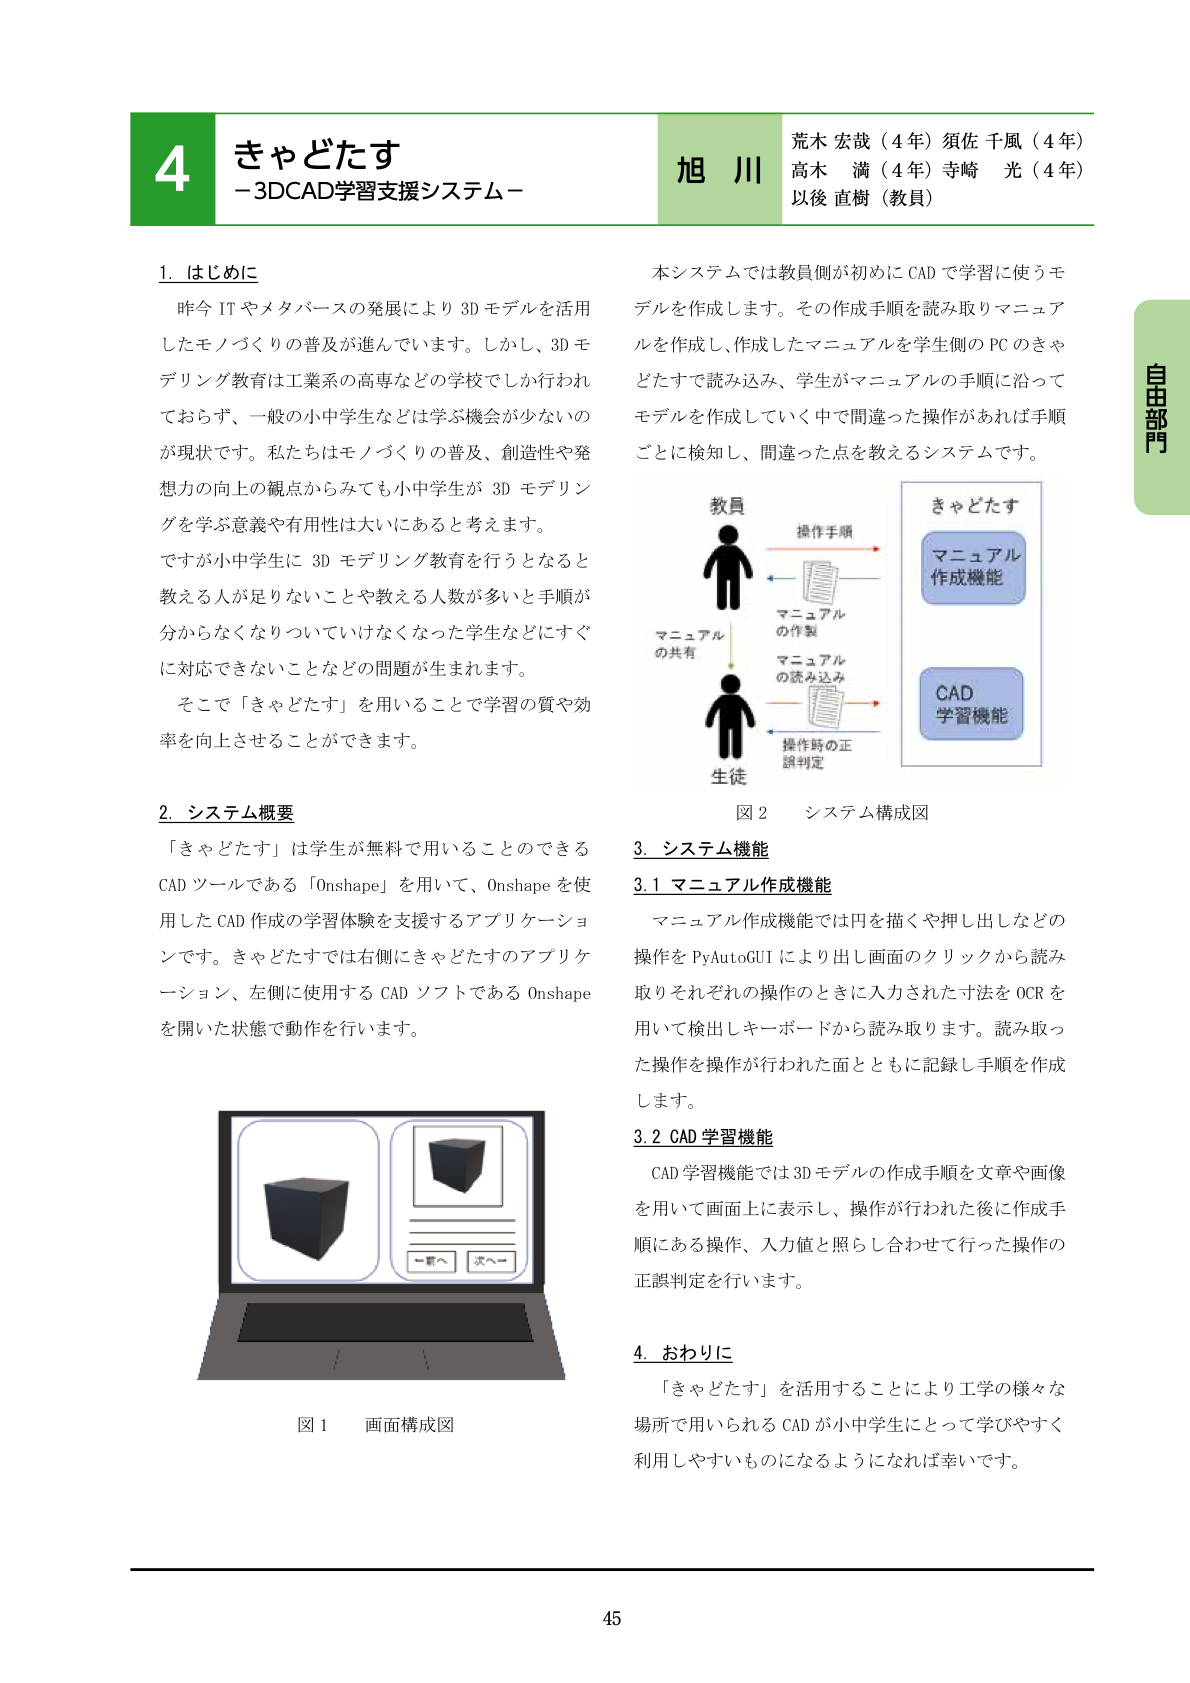 4
きゃどたす
－3DCAD学習支援システム－
旭 川
荒木 宏哉（４年）須佐 千風（４年）
高木　満（４年）寺崎　光（４年）
以後 直樹（教員）
自由部門
1. はじめに
昨今 IT やメタバースの発展により 3D モデルを活用
したモノづくりの普及が進んでいます。しかし、3D モ
デリング教育は工業系の高専などの学校でしか行われ
ておらず、一般の小中学生などは学ぶ機会が少ないの
が現状です。私たちはモノづくりの普及、創造性や発
想力の向上の観点からみても小中学生が 3D モデリン
グを学ぶ意義や有用性は大いにあると考えます。
ですが小中学生に 3D モデリング教育を行うとなると
教える人が足りないことや教える人数が多いと手順が
分からなくなりついていけなくなった学生などにすぐ
に対応できないことなどの問題が生まれます。
そこで「きゃどたす」を用いることで学習の質や効
率を向上させることができます。
2. システム概要
「きゃどたす」は学生が無料で用いることのできる
CAD ツールである「Onshape」を用いて、Onshape を使
用した CAD 作成の学習体験を支援するアプリケーショ
ンです。きゃどたすでは右側にきゃどたすのアプリケ
ーション、左側に使用する CAD ソフトである Onshape
を開いた状態で動作を行います。
←前へ
次へ→
図 1　　画面構成図
本システムでは教員側が初めに CAD で学習に使うモ
デルを作成します。その作成手順を読み取りマニュア
ルを作成し、作成したマニュアルを学生側の PC のきゃ
どたすで読み込み、学生がマニュアルの手順に沿って
モデルを作成していく中で間違った操作があれば手順
ごとに検知し、間違った点を教えるシステムです。
教員
操作手順
マニュアル
の作製
マニュアル
の共有
マニュアル
の読み込み
操作時の正
誤判定
生徒
きゃどたす
マニュアル
作成機能
CAD
学習機能
図 2　　システム構成図
3. システム機能
3.1 マニュアル作成機能
マニュアル作成機能では円を描くや押し出しなどの
操作を PyAutoGUI により出し画面のクリックから読み
取りそれぞれの操作のときに入力された寸法を OCR を
用いて検出しキーボードから読み取ります。読み取っ
た操作を操作が行われた面とともに記録し手順を作成
します。
3.2 CAD 学習機能
CAD 学習機能では 3D モデルの作成手順を文章や画像
を用いて画面上に表示し、操作が行われた後に作成手
順にある操作、入力値と照らし合わせて行った操作の
正誤判定を行います。
4. おわりに
「きゃどたす」を活用することにより工学の様々な
場所で用いられる CAD が小中学生にとって学びやすく
利用しやすいものになるようになれば幸いです。
45